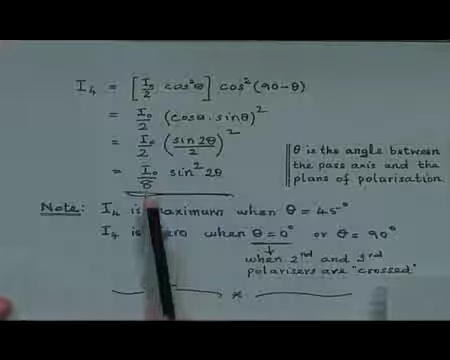 I₄ = [I₀/2 cos²θ] cos²(90-θ)
= I₀/2 (cosθ.sinθ)²
= I₀/2 (sin2θ/2)²
= I₀/8 sin²2θ
θ is the angle between
the pass axis and the
plane of polarisation
Note: I₄ is maximum when θ = 45°
I₄ is zero when θ=0° or θ=90°
when 2nd and 3rd
polarisers are "crossed"